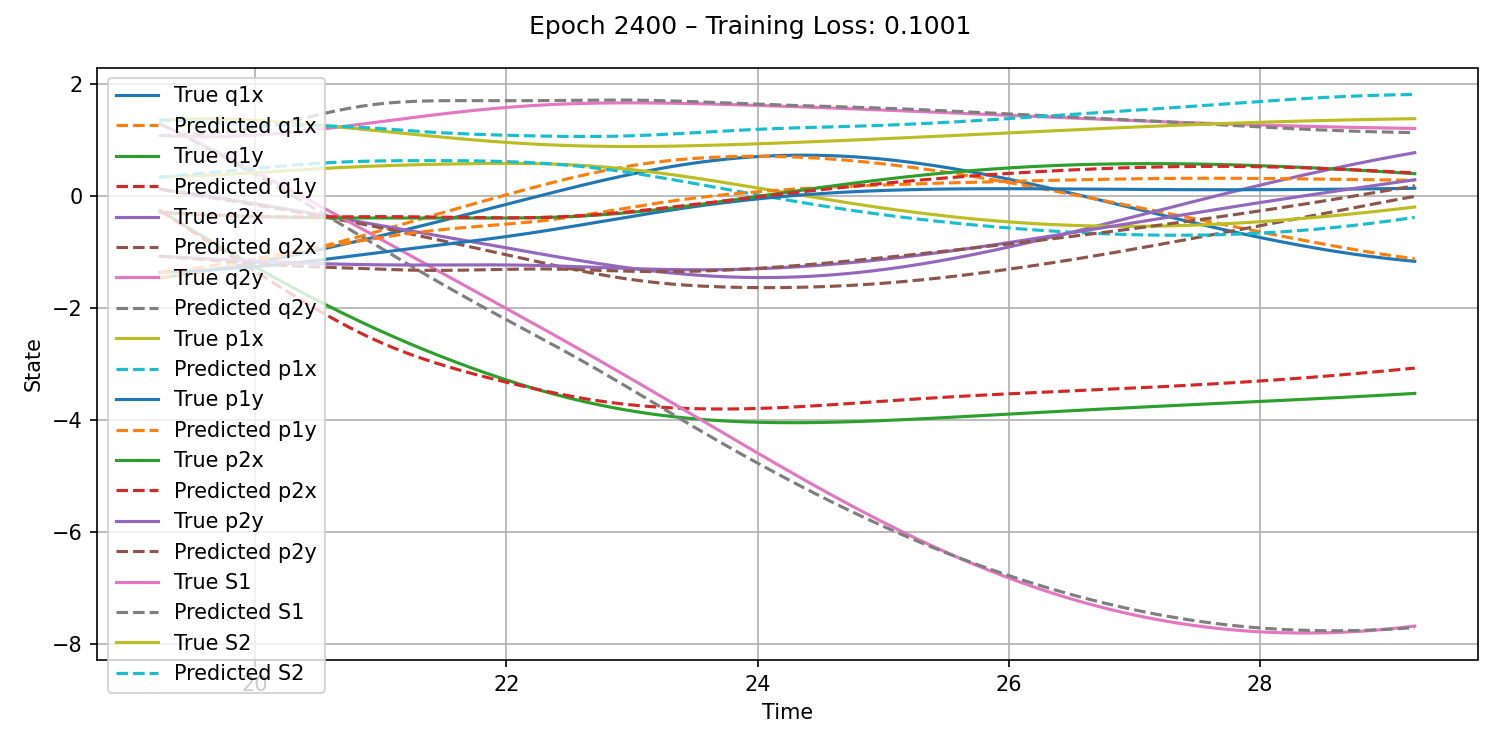 Epoch 2400 – Training Loss: 0.1001
2
0
−2
−4
−6
−8
State
True q1x
Predicted q1x
True q1y
Predicted q1y
True q2x
Predicted q2x
True q2y
Predicted q2y
True p1x
Predicted p1x
True p1y
Predicted p1y
True p2x
Predicted p2x
True p2y
Predicted p2y
True S1
Predicted S1
True S2
Predicted S2
20 22 24 26 28
Time